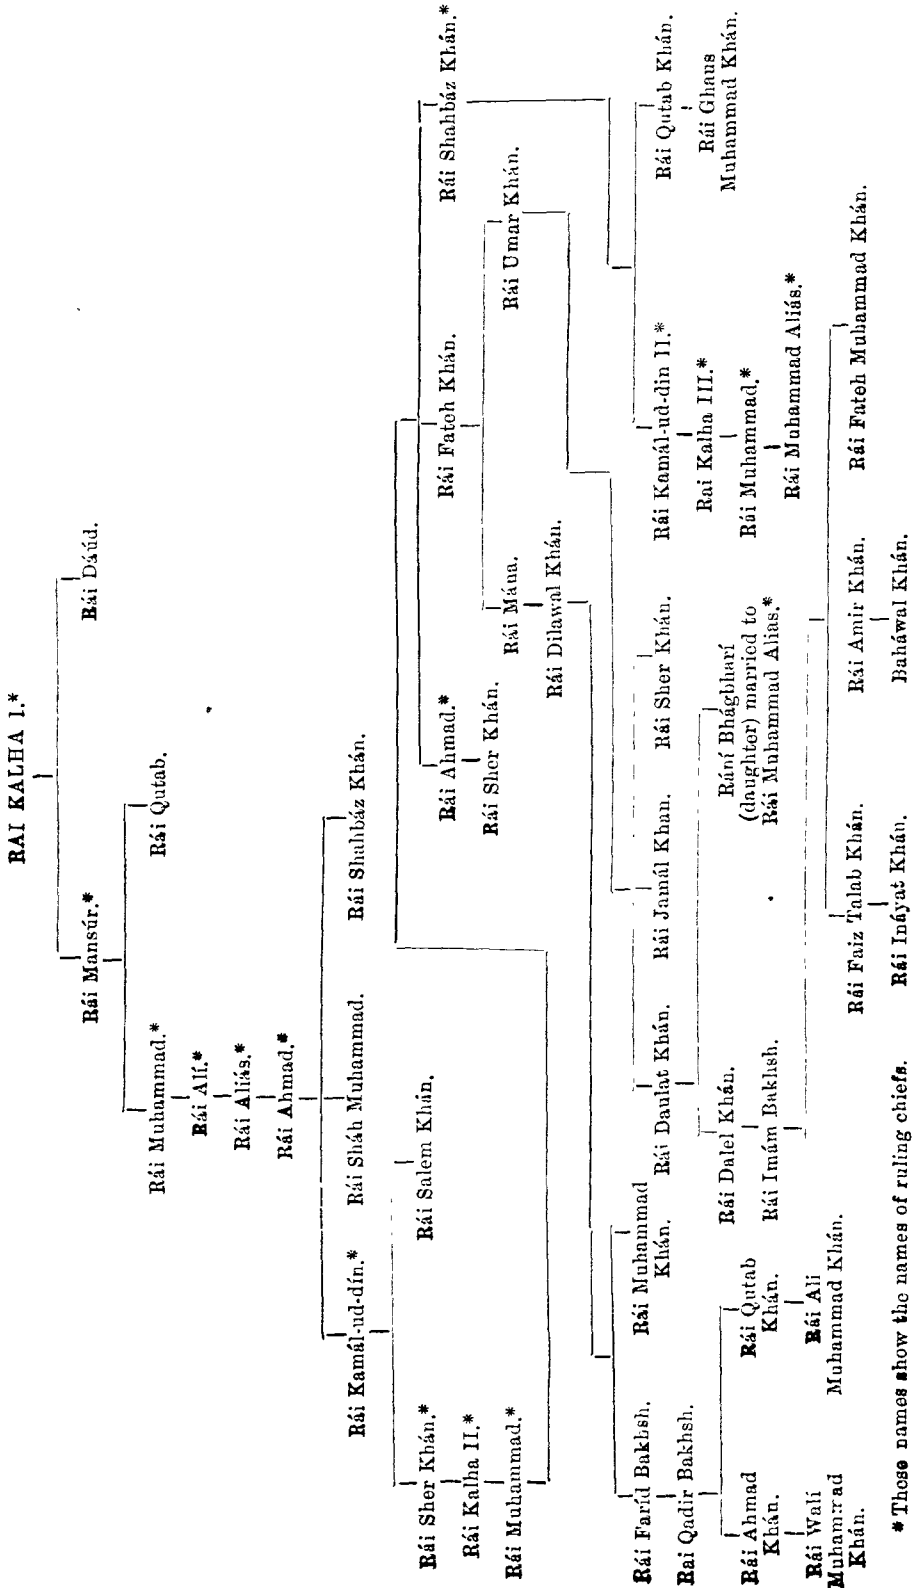 RAI KALHA I.*
Rái Mansúr.*
Rái Dáúd.
Rái Muhammad.*
Rái Qutab.
Rái Alí.*
Rái Aliás.*
Rái Ahmad.*
Rái Kamál-ud-dín.*
Rái Sháh Muhammad.
Rái Shahbáz Khán.
Rái Sher Khán.*
Rái Salem Khán.
Rái Ahmad.*
Rái Fateh Khán.
Rái Shahbáz Khán.*
Rái Kalha II.*
Rái Sher Khán.
Rái Mána.
Rái Umar Khán.
Rái Muhammad.*
Rái Dilawal Khán.
Rái Faríd Bakhsh.
Rái Muhammad
Khán.
Rái Daulat Khán.
Rái Jamál Khan.
Rái Sher Khán.
Rái Kamál-ud-din II.*
Rái Qutab Khán.
Rai Qadir Bakhsh.
Rai Kalha III.*
Rái Ghaus
Muhammad Khán.
Rái Ahmad
Khán.
Rái Qutab
Khán.
Rái Dalel Khán.
Rání Bhágbharí
(daughter) married to
Rái Muhammad Alias.*
Rái Muhammad.*
Rái Wali
Muhammad
Khán.
Rái Ali
Muhammad Khán.
Rái Imám Bakhsh.
Rái Muhammad Aliás.*
Rái Faiz Talab Khán.
Rái Amir Khán.
Rái Fateh Muhammad Khán.
Rái Ináyat Khán.
Baháwal Khán.
*These names show the names of ruling chiefs.